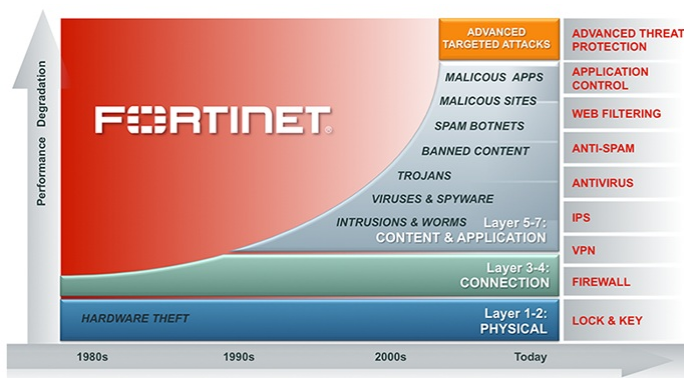 ADVANCED
TARGETED ATTACKS
ADVANCED THREAT
PROTECTION
MALICOUS APPS
APPLICATION
CONTROL
MALICOUS SITES
WEB FILTERING
FORTINET®
SPAM BOTNETS
BANNED CONTENT
ANTI-SPAM
TROJANS
ANTIVIRUS
VIRUSES & SPYWARE
INTRUSIONS & WORMS
IPS
Layer 5-7:
CONTENT & APPLICATION
VPN
Layer 3-4:
CONNECTION
FIREWALL
HARDWARE THEFT
Layer 1-2:
PHYSICAL
LOCK & KEY
Performance Degradation
1980s 1990s 2000s Today